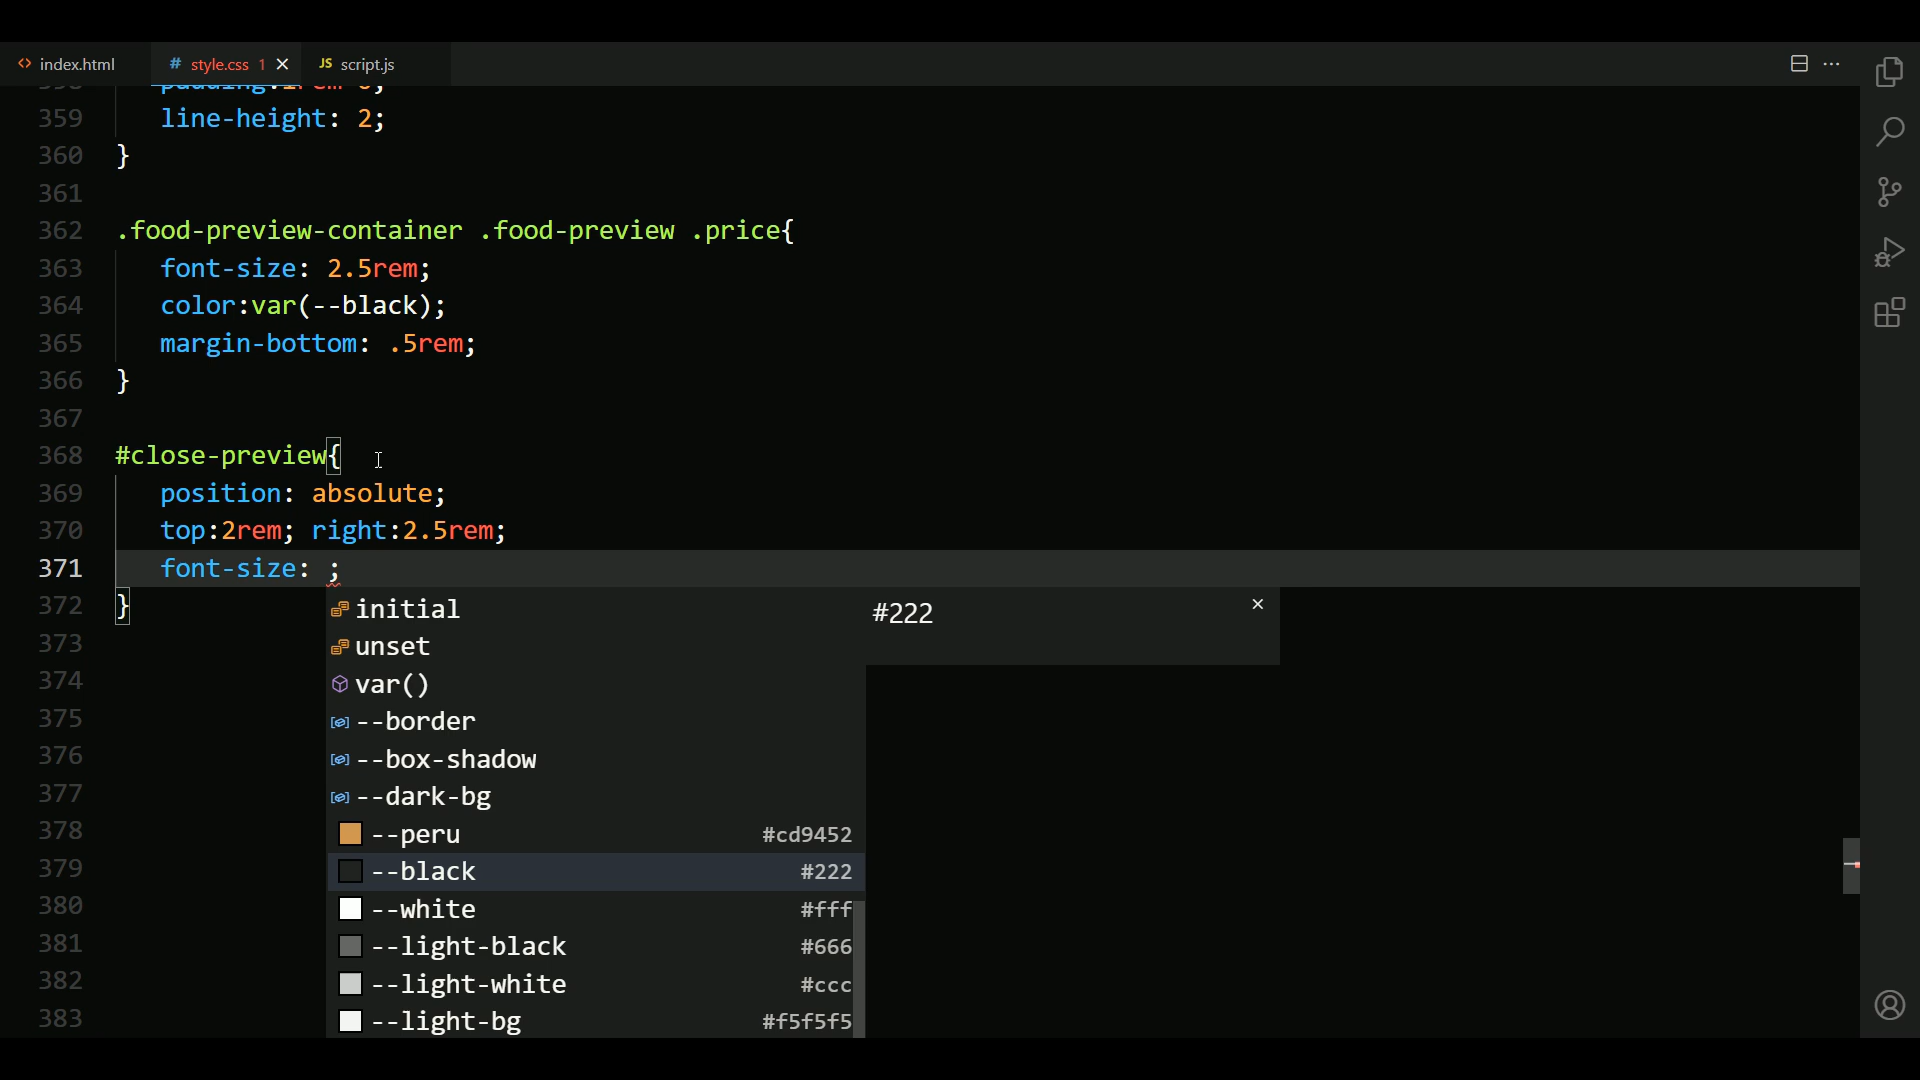 index.html
# style.css 1
JS script.js
359 line-height: 2;
360 }
361
362 .food-preview-container .food-preview .price{
363 font-size: 2.5rem;
364 color:var(--black);
365 margin-bottom: .5rem;
366 }
367
368 #close-preview{
369 position: absolute;
370 top:2rem; right:2.5rem;
371 font-size: ;
372 }
373
374
375
376
377
378
379
380
381
382
383
initial
unset
var()
--border
--box-shadow
--dark-bg
--peru #cd9452
--black #222
--white #fff
--light-black #666
--light-white #ccc
--light-bg #f5f5f5
#222